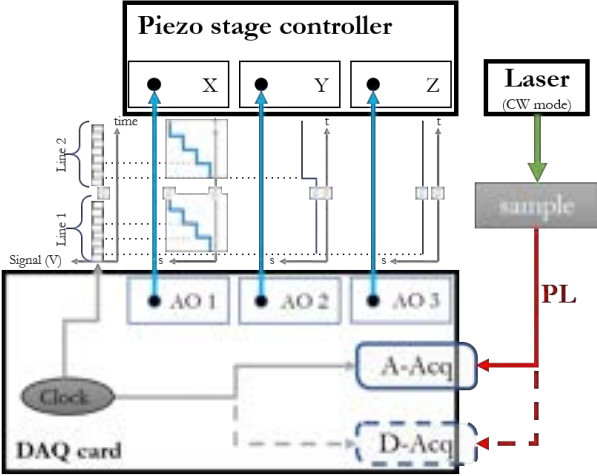 Piezo stage controller
X
Y
Z
Laser
(CW mode)
time
t
t
Line 2
Line 1
sample
Signal (V)
s
s
s
PL
AO 1
AO 2
AO 3
A-Acq
Clock
D-Acq
DAQ card